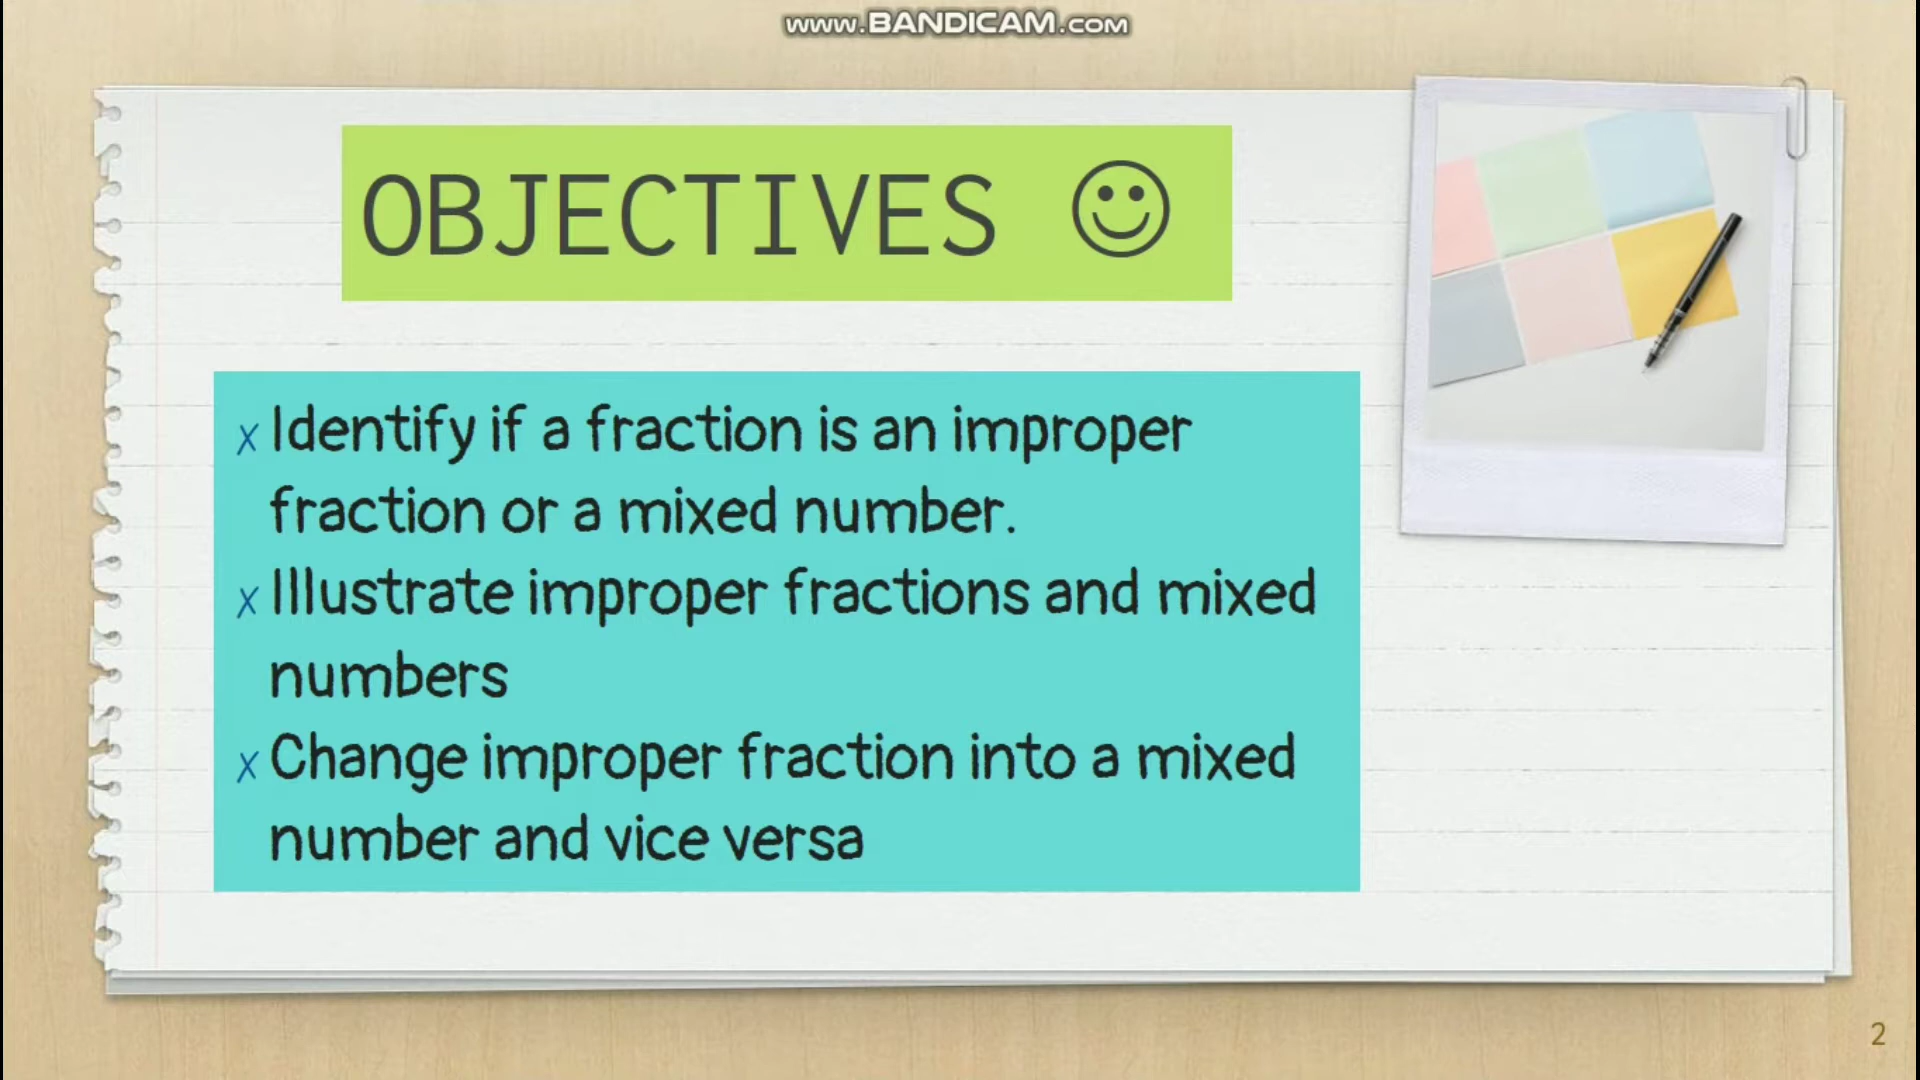 www.BANDICAM.com
OBJECTIVES ☺
x Identify if a fraction is an improper
fraction or a mixed number.
x Illustrate improper fractions and mixed
numbers
x Change improper fraction into a mixed
number and vice versa
2